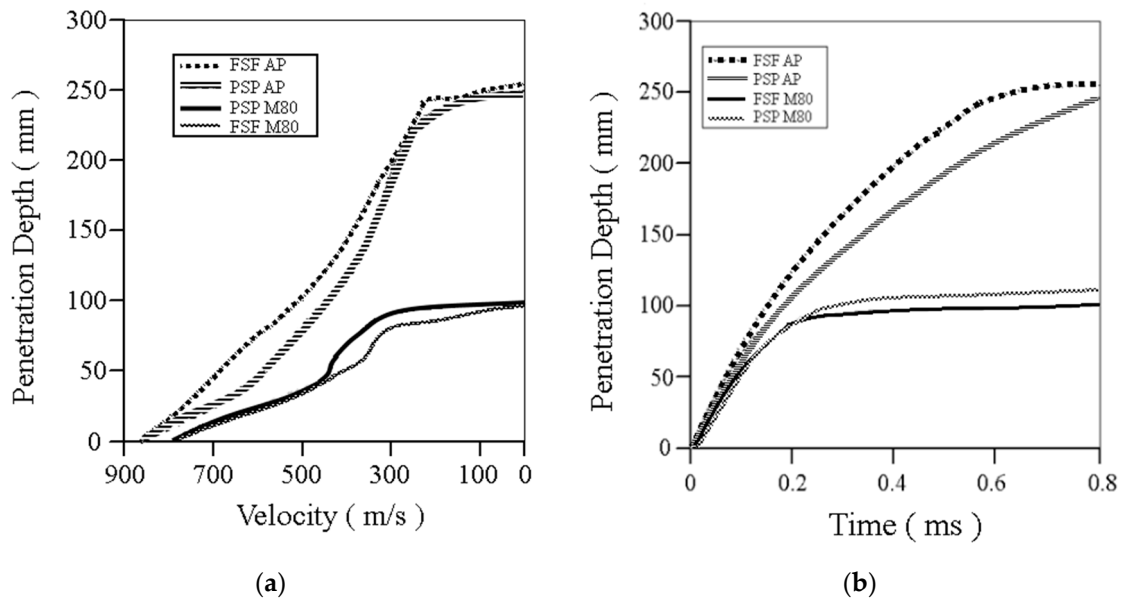 300
250
200
150
100
50
0
Penetration Depth ( mm )
FSF AP
PSP AP
PSP M80
FSF M80
900
700
500
300
100
0
Velocity ( m/s )
(a)
300
250
200
150
100
50
0
Penetration Depth ( mm )
FSF AP
PSP AP
FSF M80
PSP M80
0
0.2
0.4
0.6
0.8
Time ( ms )
(b)